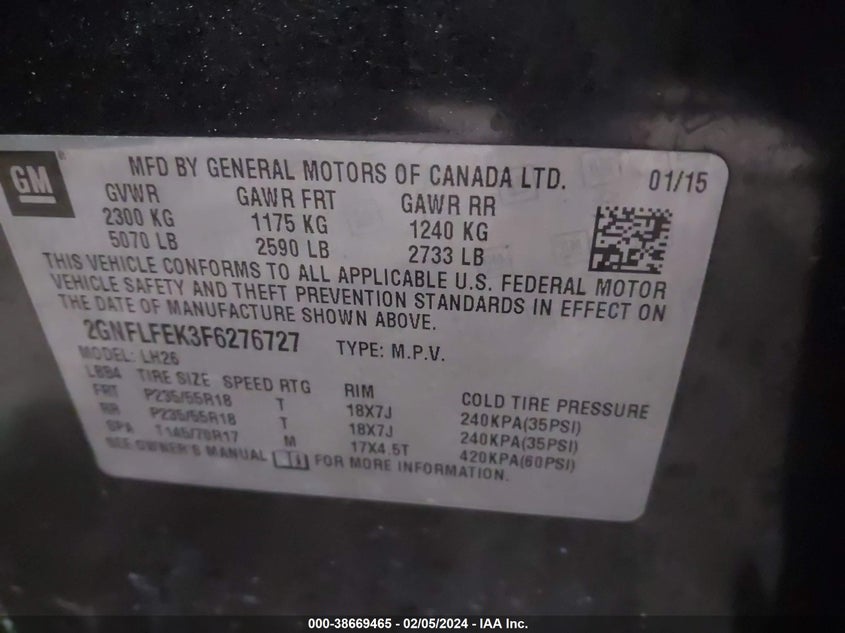 GM
MFD BY GENERAL MOTORS OF CANADA LTD. 01/15
GVWR GAWR FRT GAWR RR
2300 KG 1175 KG 1240 KG
5070 LB 2590 LB 2733 LB
THIS VEHICLE CONFORMS TO ALL APPLICABLE U.S. FEDERAL MOTOR
VEHICLE SAFETY AND THEFT PREVENTION STANDARDS IN EFFECT ON
THE DATE OF MANUFACTURE SHOWN ABOVE.
2GNFLFEK3F6276727 TYPE: M.P.V.
MODEL: LH26
LBB4 TIRE SIZE SPEED RTG RIM COLD TIRE PRESSURE
FRT P235/55R18 T 18X7J 240KPA(35PSI)
RR P235/55R18 T 18X7J 240KPA(35PSI)
SPA T145/70R17 M 17X4.5T 420KPA(60PSI)
SEE OWNER'S MANUAL FOR MORE INFORMATION.
000-38669465 - 02/05/2024 - IAA Inc.